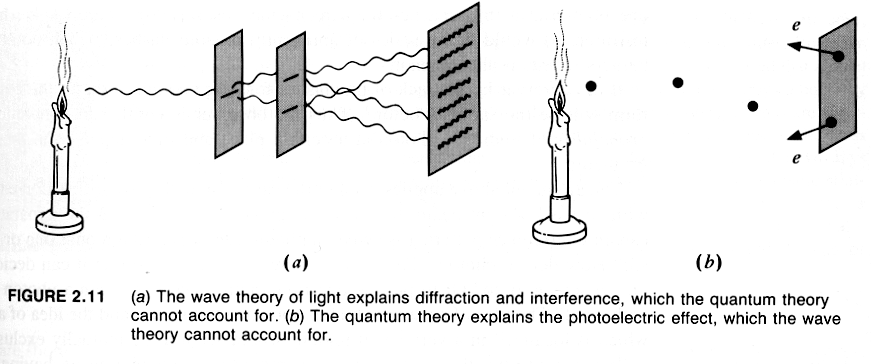 e
e
(a)
(b)
FIGURE 2.11 (a) The wave theory of light explains diffraction and interference, which the quantum theory
cannot account for. (b) The quantum theory explains the photoelectric effect, which the wave
theory cannot account for.